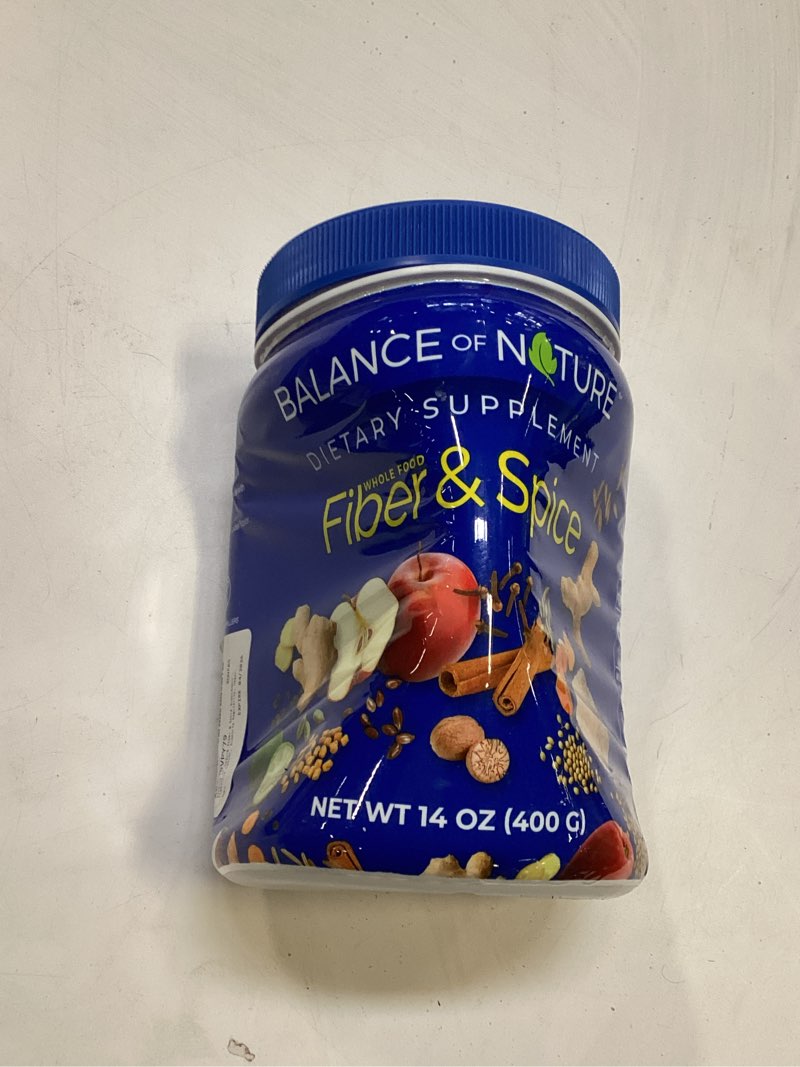 BALANCE OF NATURE
DIETARY SUPPLEMENT
WHOLE FOOD
Fiber & Spice
NET WT 14 OZ (400 G)